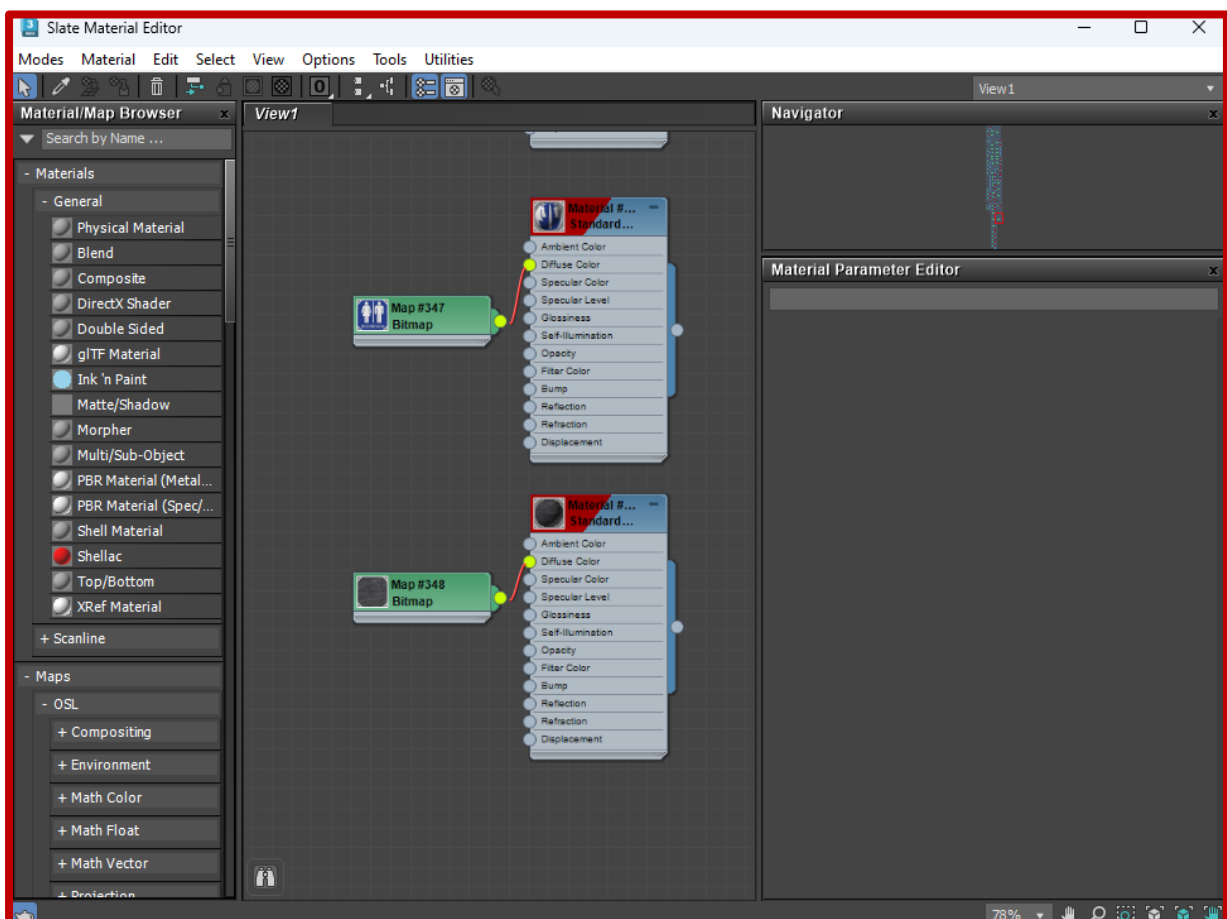 Slate Material Editor
Modes Material Edit Select View Options Tools Utilities
View1
Material/Map Browser x
Search by Name ...
- Materials
- General
Physical Material
Blend
Composite
DirectX Shader
Double Sided
glTF Material
Ink 'n Paint
Matte/Shadow
Morpher
Multi/Sub-Object
PBR Material (Metal...
PBR Material (Spec/...
Shell Material
Shellac
Top/Bottom
XRef Material
+ Scanline
- Maps
- OSL
+ Compositing
+ Environment
+ Math Color
+ Math Float
+ Math Vector
+ Projection
View1
Material #...
Standard...
Ambient Color
Diffuse Color
Specular Color
Specular Level
Glossiness
Self-Illumination
Opacity
Filter Color
Bump
Reflection
Refraction
Displacement
Map #347
Bitmap
Material #...
Standard...
Ambient Color
Diffuse Color
Specular Color
Specular Level
Glossiness
Self-Illumination
Opacity
Filter Color
Bump
Reflection
Refraction
Displacement
Map #348
Bitmap
Navigator x
Material Parameter Editor x
78%